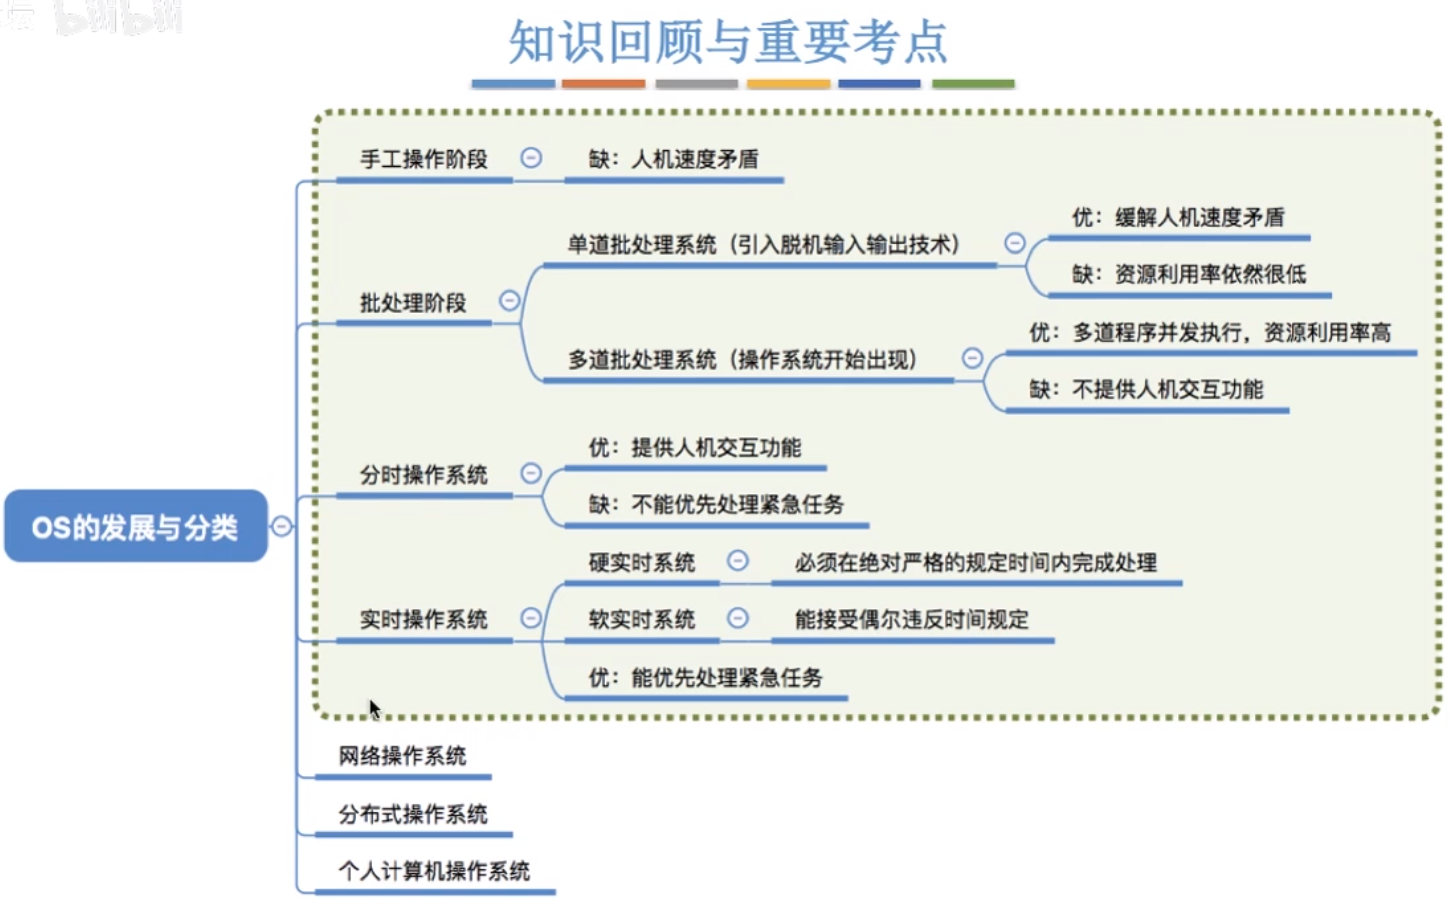 坛 bilibili
知识回顾与重要考点
手工操作阶段
缺：人机速度矛盾
批处理阶段
单道批处理系统（引入脱机输入输出技术）
优：缓解人机速度矛盾
缺：资源利用率依然很低
多道批处理系统（操作系统开始出现）
优：多道程序并发执行，资源利用率高
缺：不提供人机交互功能
OS的发展与分类
分时操作系统
优：提供人机交互功能
缺：不能优先处理紧急任务
实时操作系统
硬实时系统
必须在绝对严格的规定时间内完成处理
软实时系统
能接受偶尔违反时间规定
优：能优先处理紧急任务
网络操作系统
分布式操作系统
个人计算机操作系统